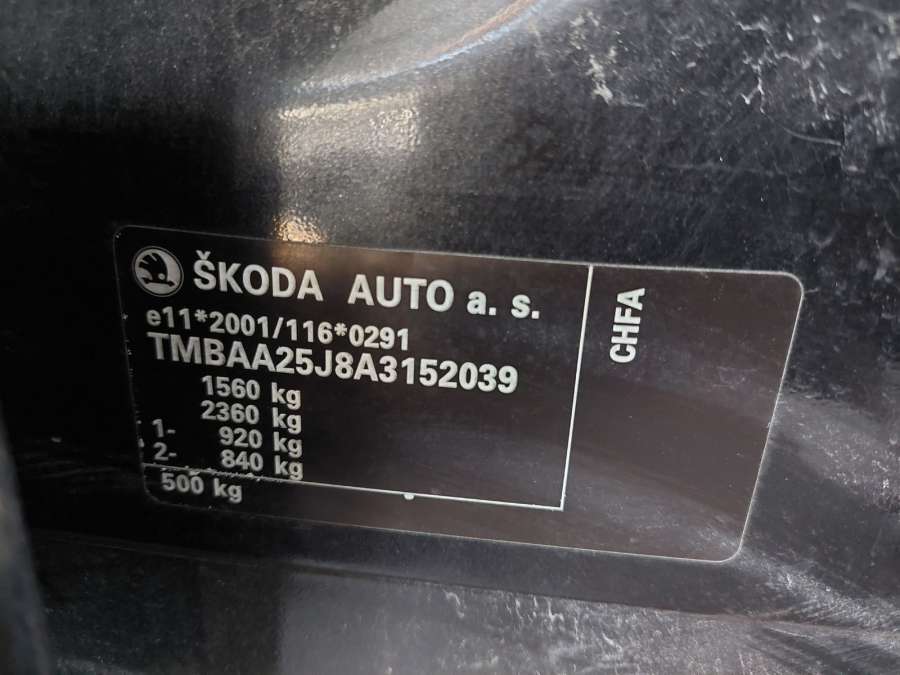 ŠKODA AUTO a. s.
e11*2001/116*0291
TMBAA25J8A3152039
1560 kg
2360 kg
1- 920 kg
2- 840 kg
500 kg
CHFA